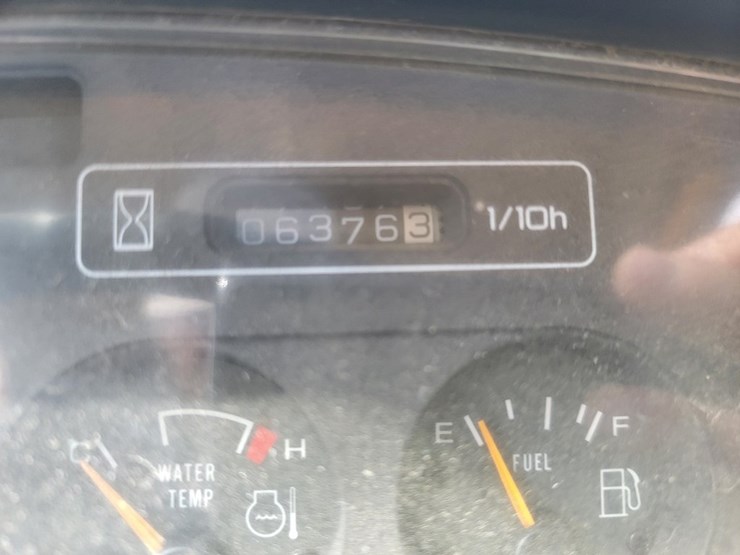 063763 1/10h
C H
WATER
TEMP
E F
FUEL